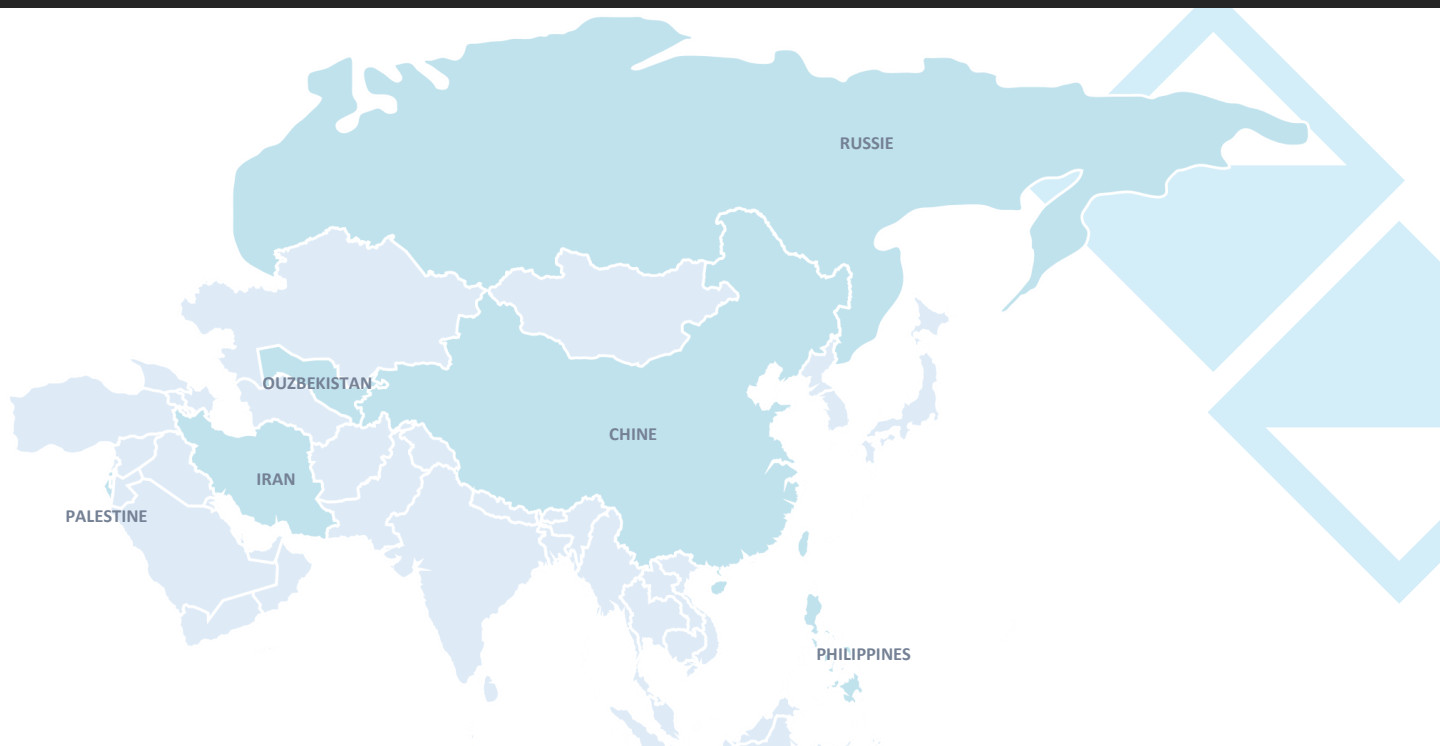 RUSSIE
OUZBEKISTAN
CHINE
IRAN
PALESTINE
PHILIPPINES